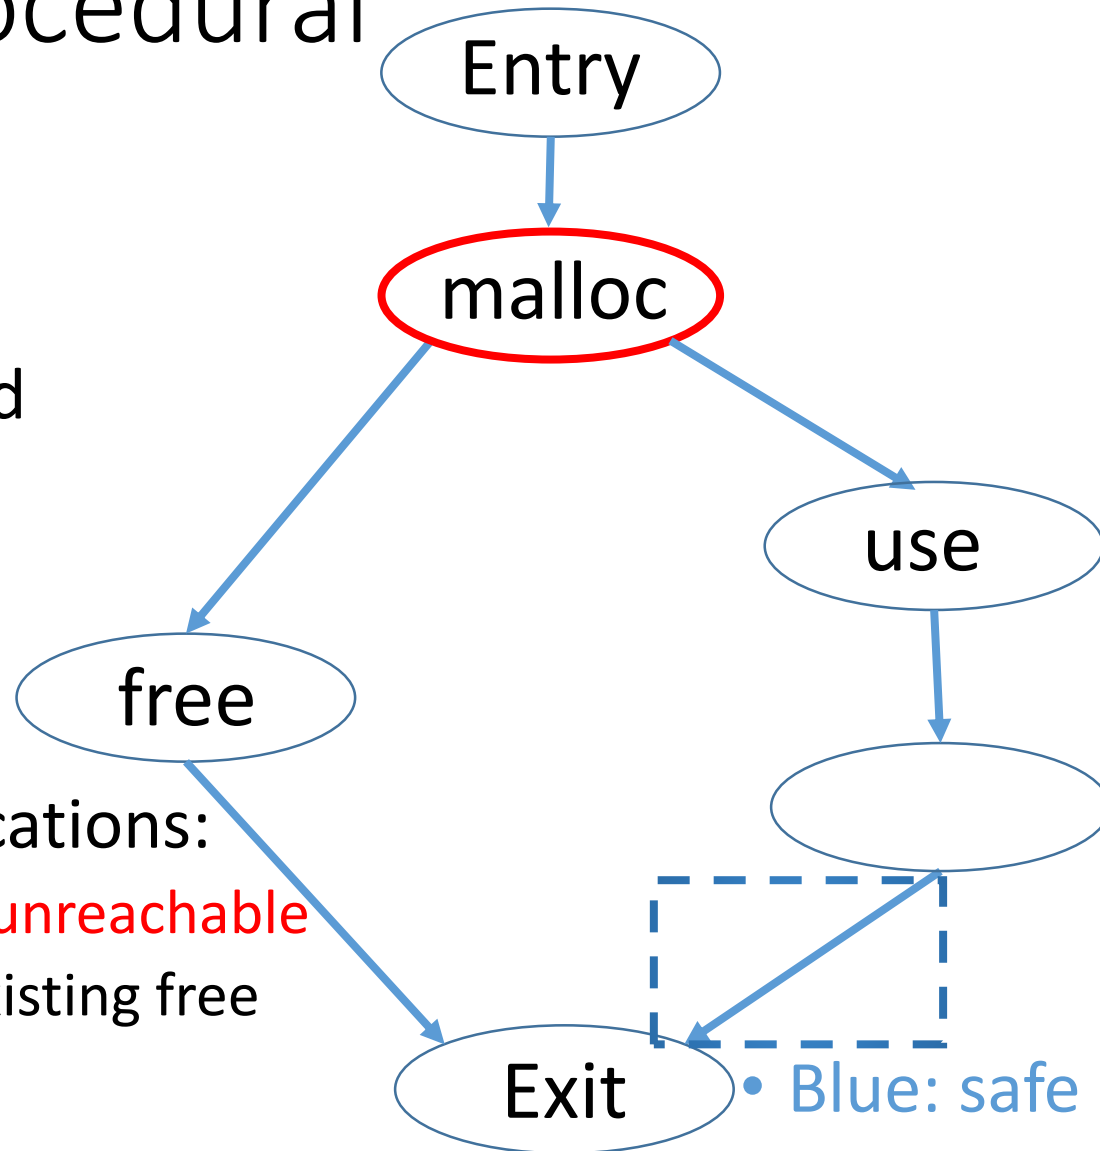 ocedural
Entry
malloc
d
use
free
cations:
unreachable
isting free
Exit
• Blue: safe